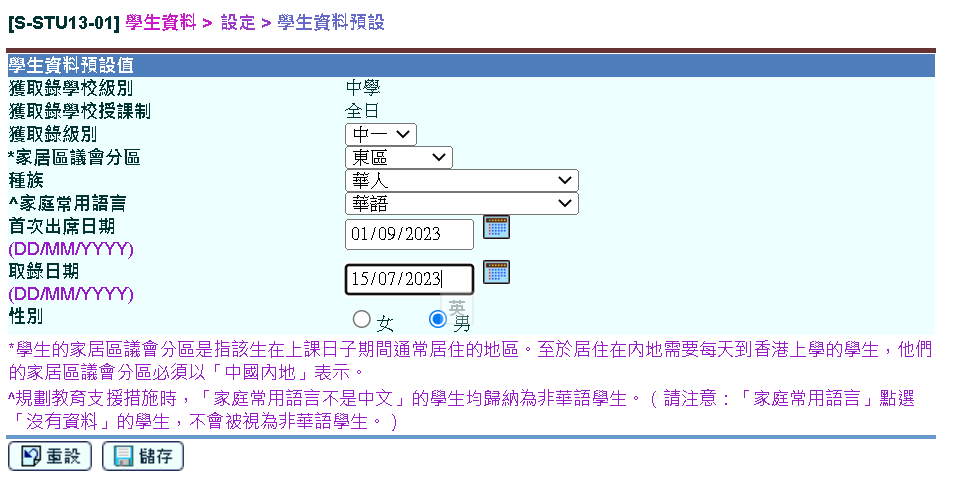 [S-STU13-01] 學生資料 > 設定 > 學生資料預設
學生資料預設值
獲取錄學校級別 中學
獲取錄學校授課制 全日
獲取錄級別 中一
*家居區議會分區 東區
種族 華人
^家庭常用語言 華語
首次出席日期 01/09/2023
(DD/MM/YYYY)
取錄日期 15/07/2023
(DD/MM/YYYY)
英
性別 女 男
*學生的家居區議會分區是指該生在上課日子期間通常居住的地區。至於居住在內地需要每天到香港上學的學生，他們
的家居區議會分區必須以「中國內地」表示。
^規劃教育支援措施時，「家庭常用語言不是中文」的學生均歸納為非華語學生。（請注意：「家庭常用語言」點選
「沒有資料」的學生，不會被視為非華語學生。）
重設 儲存